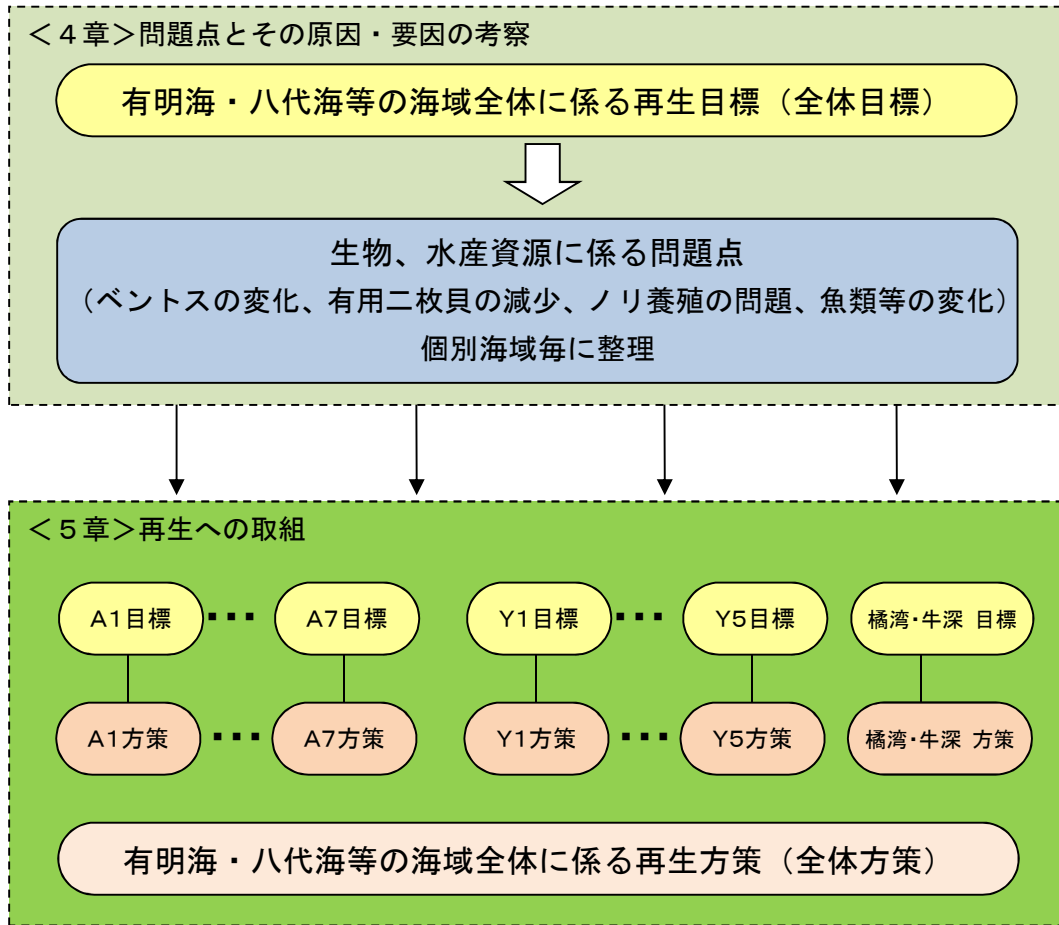 ＜４章＞問題点とその原因・要因の考察
有明海・八代海等の海域全体に係る再生目標（全体目標）
生物、水産資源に係る問題点
（ベントスの変化、有用二枚貝の減少、ノリ養殖の問題、魚類等の変化）
個別海域毎に整理
＜５章＞再生への取組
A1目標 ・・・ A7目標 Y1目標 ・・・ Y5目標 橘湾・牛深 目標
A1方策 ・・・ A7方策 Y1方策 ・・・ Y5方策 橘湾・牛深 方策
有明海・八代海等の海域全体に係る再生方策（全体方策）